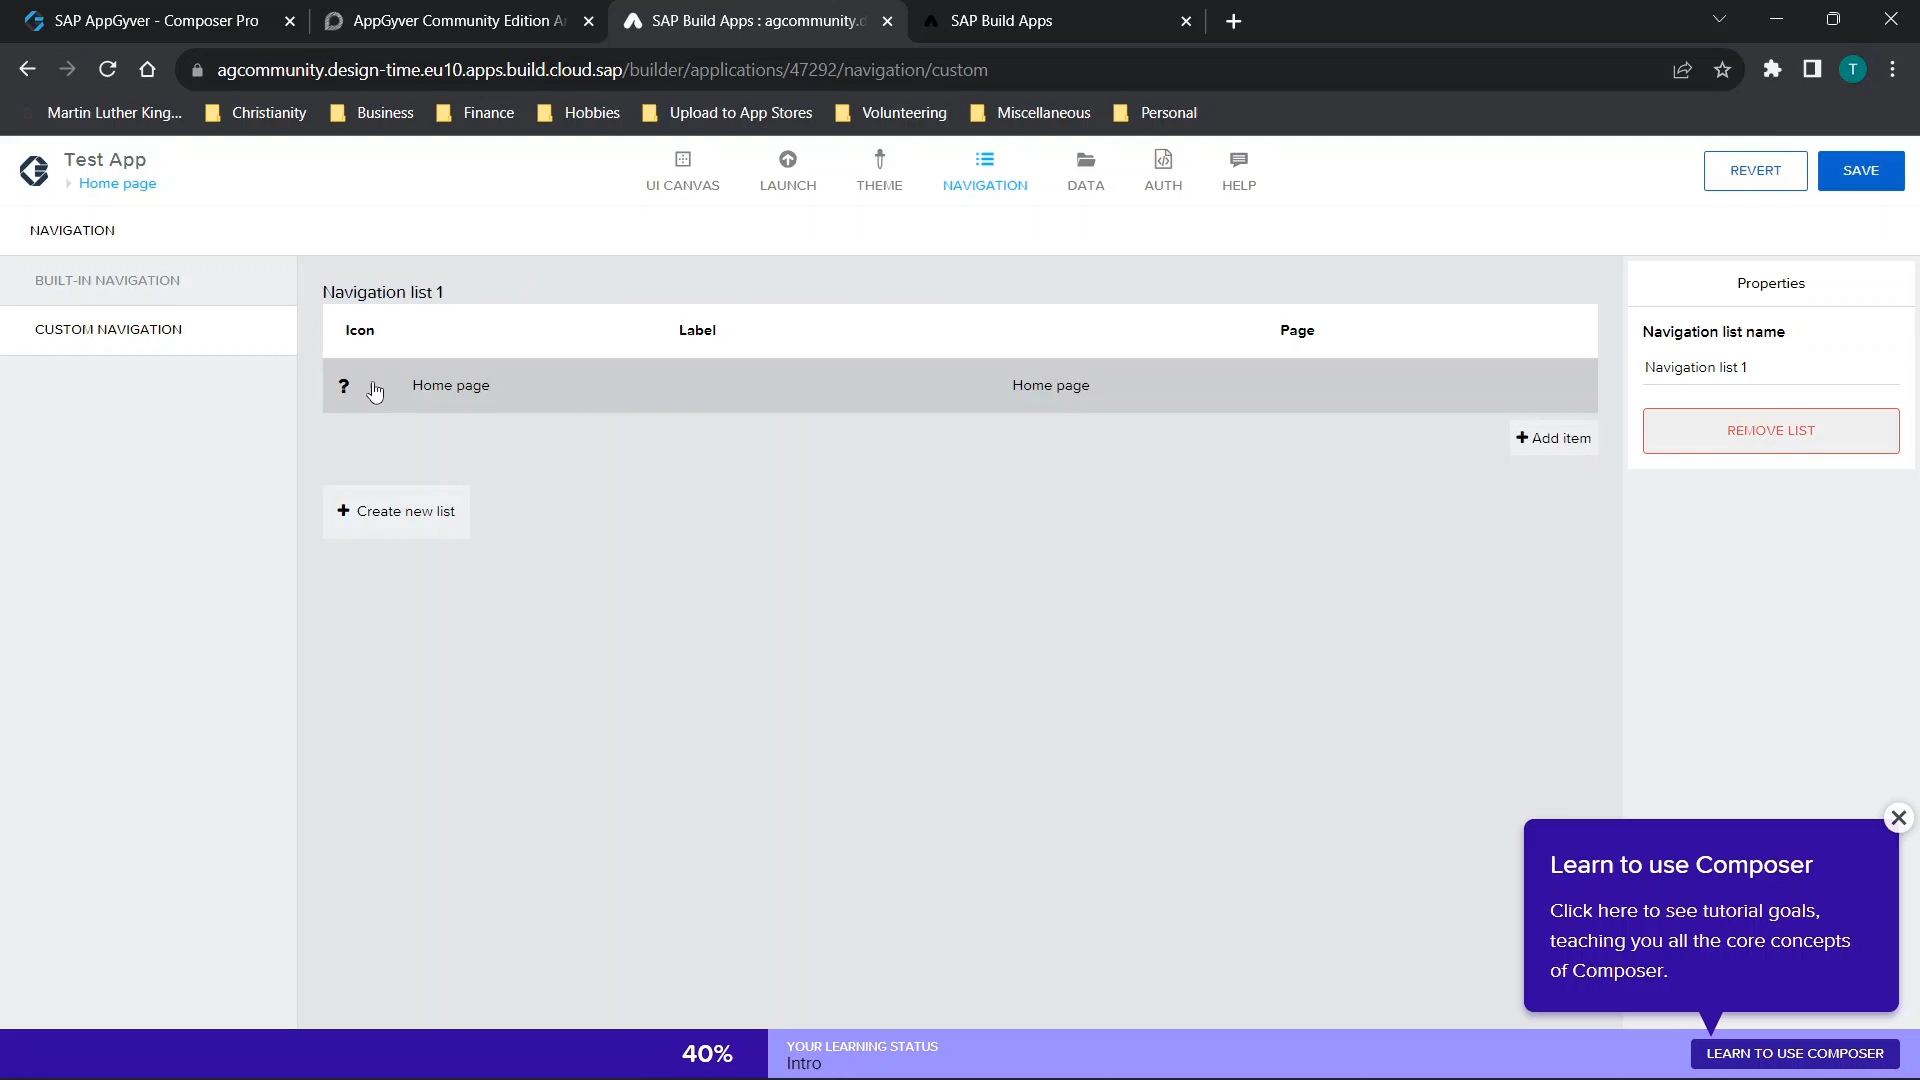 SAP AppGyver - Composer Pro
AppGyver Community Edition A
SAP Build Apps : agcommunity.d
SAP Build Apps
agcommunity.design-time.eu10.apps.build.cloud.sap/builder/applications/47292/navigation/custom
T
Martin Luther King...
Christianity
Business
Finance
Hobbies
Upload to App Stores
Volunteering
Miscellaneous
Personal
Test App
Home page
UI CANVAS
LAUNCH
THEME
NAVIGATION
DATA
AUTH
HELP
REVERT
SAVE
NAVIGATION
BUILT-IN NAVIGATION
CUSTOM NAVIGATION
Navigation list 1
Icon Label Page
? Home page Home page
+ Add item
+ Create new list
Properties
Navigation list name
Navigation list 1
REMOVE LIST
Learn to use Composer
Click here to see tutorial goals,
teaching you all the core concepts
of Composer.
40%
YOUR LEARNING STATUS
Intro
LEARN TO USE COMPOSER